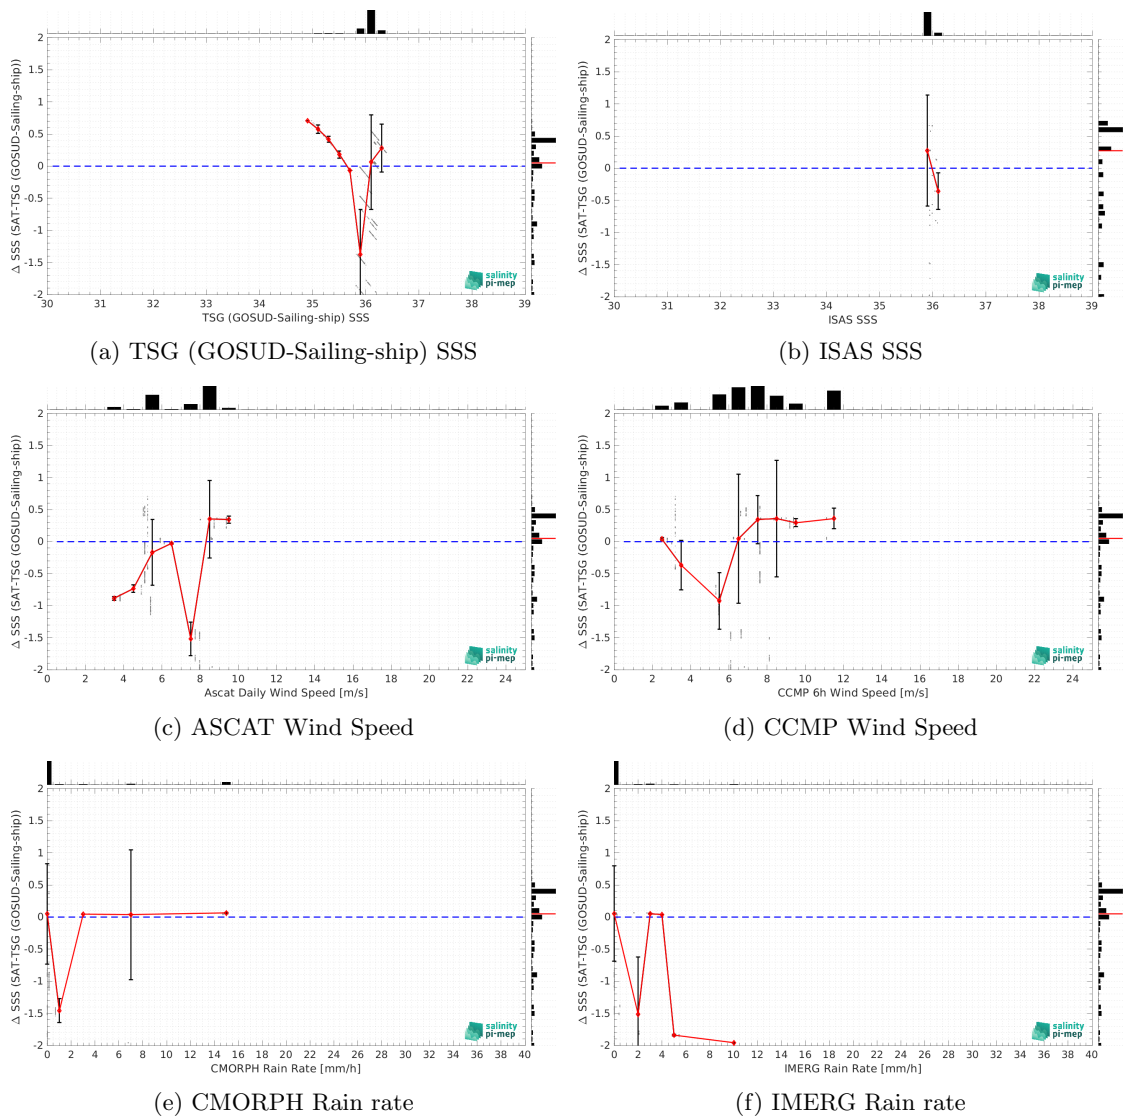 2
1.5
1
0.5
0
-0.5
-1
-1.5
-2
Δ SSS (SAT-TSG (GOSUD-Sailing-ship))
30 31 32 33 34 35 36 37 38 39
TSG (GOSUD-Sailing-ship) SSS
salinity
pi-mep
(a) TSG (GOSUD-Sailing-ship) SSS
2
1.5
1
0.5
0
-0.5
-1
-1.5
-2
Δ SSS (SAT-TSG (GOSUD-Sailing-ship))
30 31 32 33 34 35 36 37 38 39
ISAS SSS
salinity
pi-mep
(b) ISAS SSS
2
1.5
1
0.5
0
-0.5
-1
-1.5
-2
Δ SSS (SAT-TSG (GOSUD-Sailing-ship))
0 2 4 6 8 10 12 14 16 18 20 22 24
Ascat Daily Wind Speed [m/s]
salinity
pi-mep
(c) ASCAT Wind Speed
2
1.5
1
0.5
0
-0.5
-1
-1.5
-2
Δ SSS (SAT-TSG (GOSUD-Sailing-ship))
0 2 4 6 8 10 12 14 16 18 20 22 24
CCMP 6h Wind Speed [m/s]
salinity
pi-mep
(d) CCMP Wind Speed
2
1.5
1
0.5
0
-0.5
-1
-1.5
-2
Δ SSS (SAT-TSG (GOSUD-Sailing-ship))
0 2 4 6 8 10 12 14 16 18 20 22 24 26 28 30 32 34 36 38 40
CMORPH Rain Rate [mm/h]
salinity
pi-mep
(e) CMORPH Rain rate
2
1.5
1
0.5
0
-0.5
-1
-1.5
-2
Δ SSS (SAT-TSG (GOSUD-Sailing-ship))
0 2 4 6 8 10 12 14 16 18 20 22 24 26 28 30 32 34 36 38 40
IMERG Rain Rate [mm/h]
salinity
pi-mep
(f) IMERG Rain rate